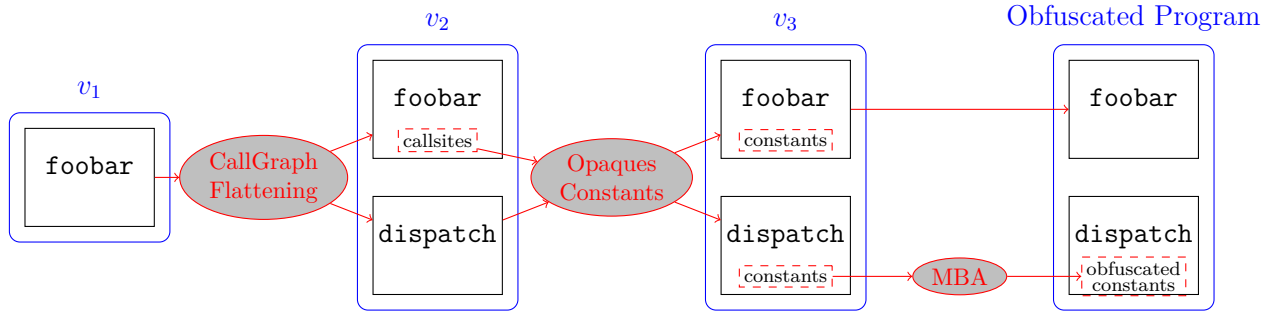 v1
foobar
CallGraph
Flattening
v2
foobar
callsites
dispatch
Opaques
Constants
v3
foobar
constants
dispatch
constants
MBA
Obfuscated Program
foobar
dispatch
obfuscated
constants